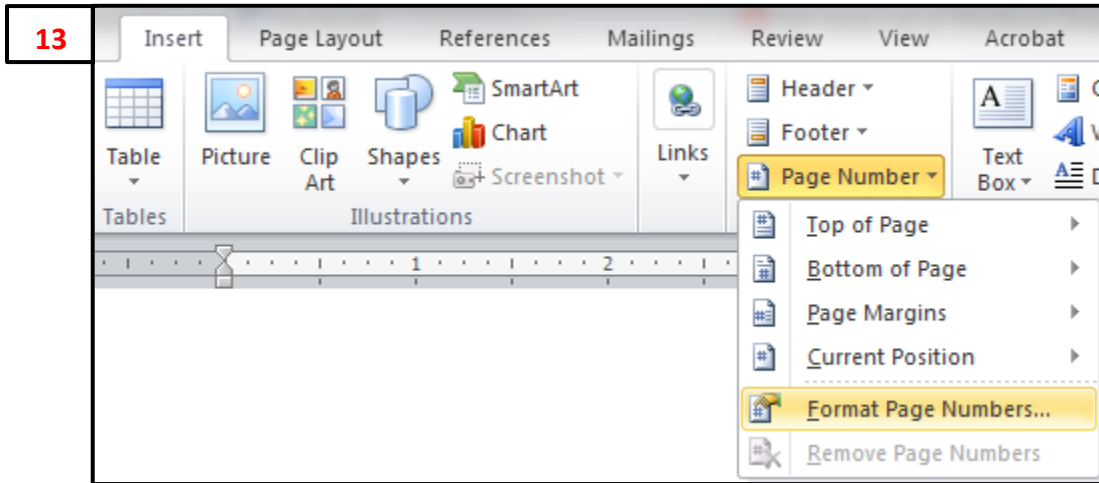 13
Insert Page Layout References Mailings Review View Acrobat
Table
Picture
Clip
Art
Shapes
SmartArt
Chart
Screenshot
Links
Header
Footer
Page Number
A
Text
Box
Tables
Illustrations
1 2
Top of Page
Bottom of Page
Page Margins
Current Position
Format Page Numbers...
Remove Page Numbers